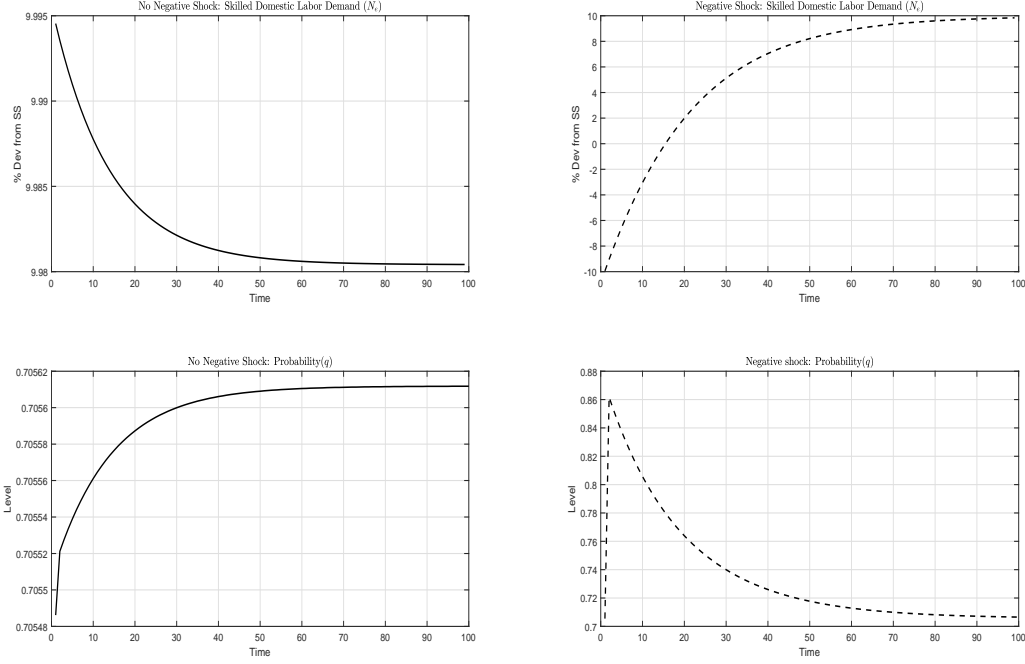 No Negative Shock: Skilled Domestic Labor Demand (Nₑ)
9.995
9.99
9.985
9.98
% Dev from SS
0 10 20 30 40 50 60 70 80 90 100
Time
Negative Shock: Skilled Domestic Labor Demand (Nₑ)
10
8
6
4
2
0
-2
-4
-6
-8
-10
% Dev from SS
0 10 20 30 40 50 60 70 80 90 100
Time
No Negative Shock: Probability(q)
0.70562
0.7056
0.70558
0.70556
0.70554
0.70552
0.7055
0.70548
Level
0 10 20 30 40 50 60 70 80 90 100
Time
Negative shock: Probability(q)
0.88
0.86
0.84
0.82
0.8
0.78
0.76
0.74
0.72
0.7
Level
0 10 20 30 40 50 60 70 80 90 100
Time